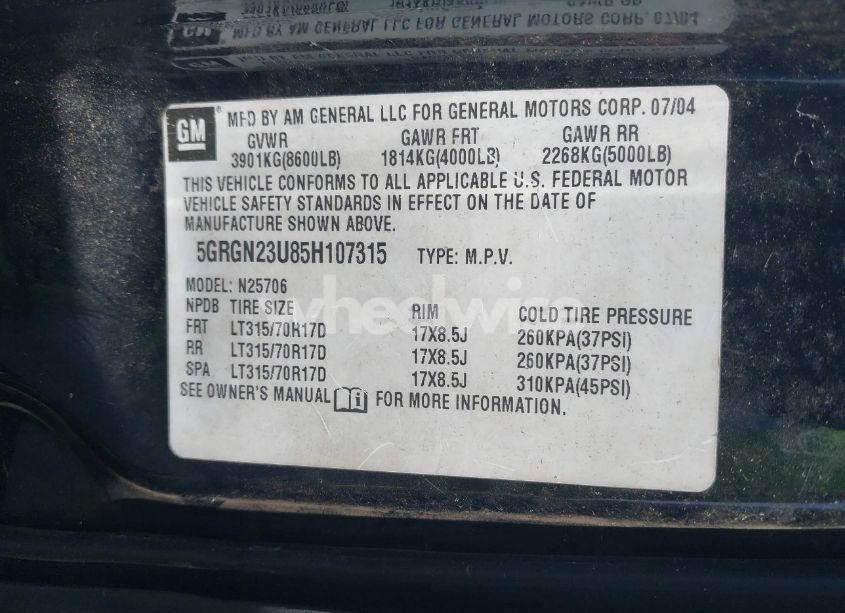 MFD BY AM GENERAL LLC FOR GENERAL MOTORS CORP. 07/04
GM
GVWR GAWR FRT GAWR RR
3901KG(8600LB) 1814KG(4000LB) 2268KG(5000LB)
THIS VEHICLE CONFORMS TO ALL APPLICABLE U.S. FEDERAL MOTOR
VEHICLE SAFETY STANDARDS IN EFFECT ON THE DATE OF
MANUFACTURE SHOWN ABOVE.
5GRGN23U85H107315 TYPE: M.P.V.
MODEL: N25706
NPDB TIRE SIZE RIM COLD TIRE PRESSURE
FRT LT315/70R17D 17X8.5J 260KPA(37PSI)
RR LT315/70R17D 17X8.5J 260KPA(37PSI)
SPA LT315/70R17D 17X8.5J 310KPA(45PSI)
SEE OWNER'S MANUAL FOR MORE INFORMATION.
wheelwire